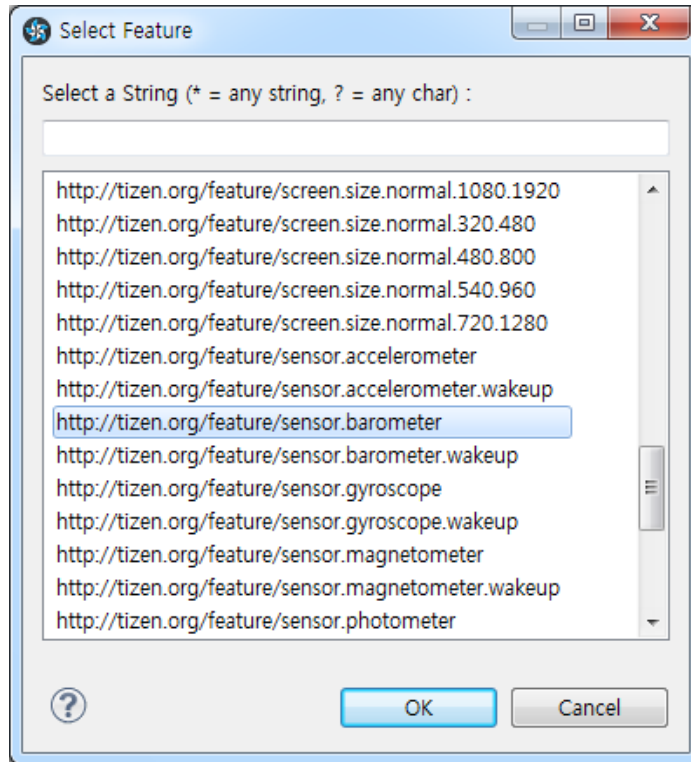 Select Feature
Select a String (* = any string, ? = any char) :
http://tizen.org/feature/screen.size.normal.1080.1920
http://tizen.org/feature/screen.size.normal.320.480
http://tizen.org/feature/screen.size.normal.480.800
http://tizen.org/feature/screen.size.normal.540.960
http://tizen.org/feature/screen.size.normal.720.1280
http://tizen.org/feature/sensor.accelerometer
http://tizen.org/feature/sensor.accelerometer.wakeup
http://tizen.org/feature/sensor.barometer
http://tizen.org/feature/sensor.barometer.wakeup
http://tizen.org/feature/sensor.gyroscope
http://tizen.org/feature/sensor.gyroscope.wakeup
http://tizen.org/feature/sensor.magnetometer
http://tizen.org/feature/sensor.magnetometer.wakeup
http://tizen.org/feature/sensor.photometer
OK Cancel